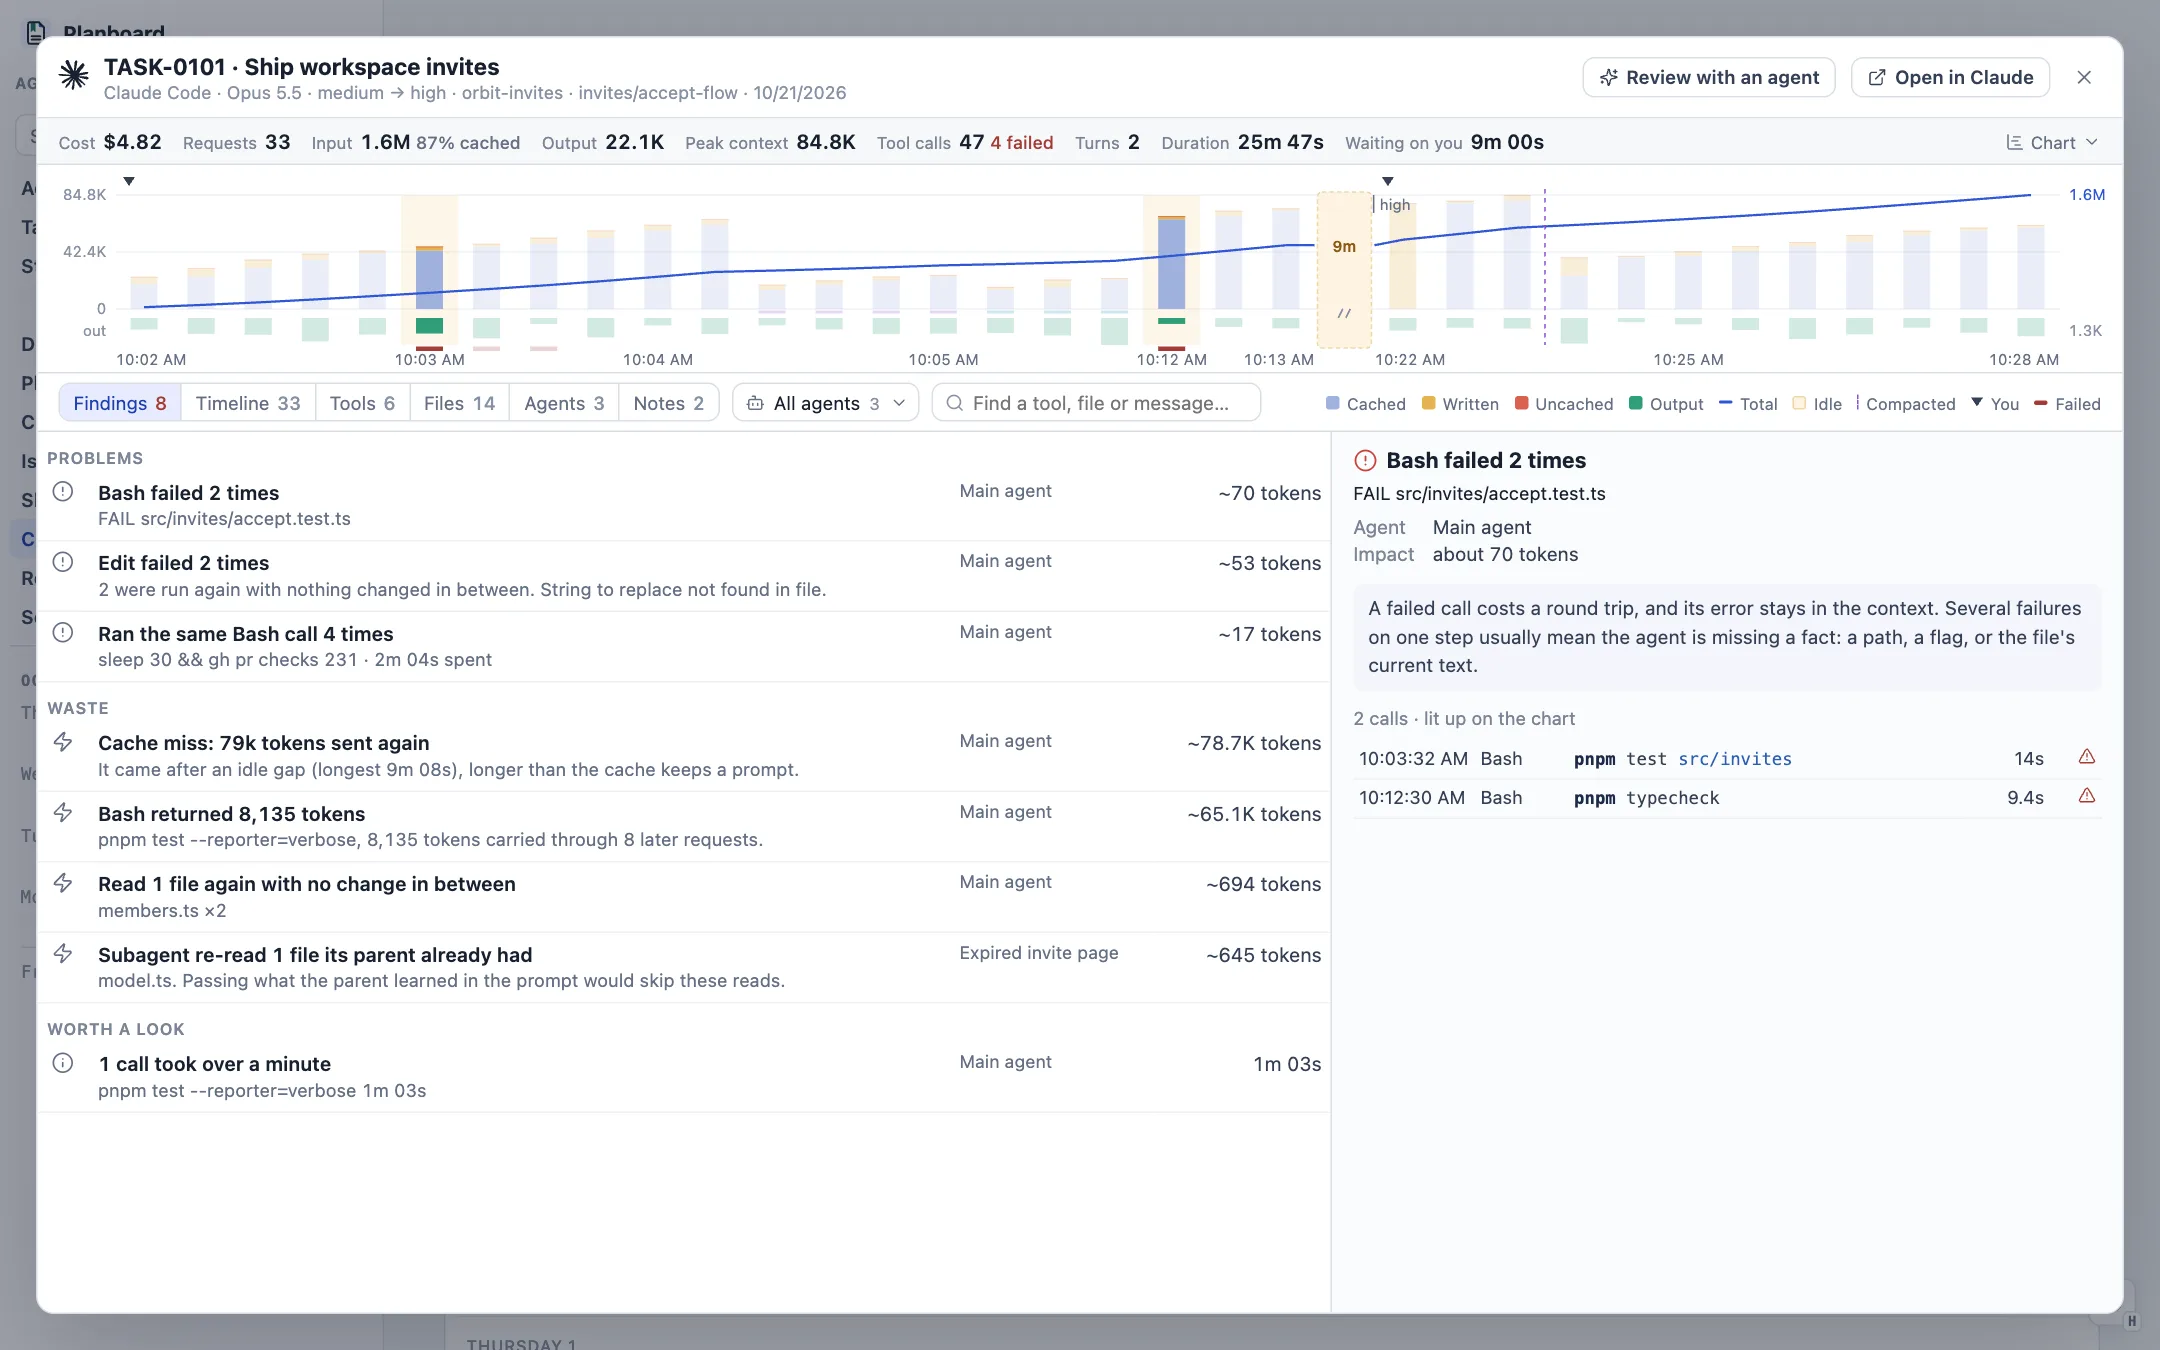 Planboard
TASK-0101 · Ship workspace invites
Claude Code · Opus 5.5 · medium → high · orbit-invites · invites/accept-flow · 10/21/2026
Review with an agent
Open in Claude
Cost $4.82 Requests 33 Input 1.6M 87% cached Output 22.1K Peak context 84.8K Tool calls 47 4 failed Turns 2 Duration 25m 47s Waiting on you 9m 00s
Chart
84.8K
42.4K
0
out
high
9m
//
1.6M
1.3K
10:02 AM 10:03 AM 10:04 AM 10:05 AM 10:12 AM 10:13 AM 10:22 AM 10:25 AM 10:28 AM
Findings 8 Timeline 33 Tools 6 Files 14 Agents 3 Notes 2
All agents 3
Find a tool, file or message...
Cached Written Uncached Output Total Idle Compacted You Failed
PROBLEMS
Bash failed 2 times Main agent ~70 tokens
FAIL src/invites/accept.test.ts
Edit failed 2 times Main agent ~53 tokens
2 were run again with nothing changed in between. String to replace not found in file.
Ran the same Bash call 4 times Main agent ~17 tokens
sleep 30 && gh pr checks 231 · 2m 04s spent
WASTE
Cache miss: 79k tokens sent again Main agent ~78.7K tokens
It came after an idle gap (longest 9m 08s), longer than the cache keeps a prompt.
Bash returned 8,135 tokens Main agent ~65.1K tokens
pnpm test --reporter=verbose, 8,135 tokens carried through 8 later requests.
Read 1 file again with no change in between Main agent ~694 tokens
members.ts ×2
Subagent re-read 1 file its parent already had Expired invite page ~645 tokens
model.ts. Passing what the parent learned in the prompt would skip these reads.
WORTH A LOOK
1 call took over a minute Main agent 1m 03s
pnpm test --reporter=verbose 1m 03s
Bash failed 2 times
FAIL src/invites/accept.test.ts
Agent Main agent
Impact about 70 tokens
A failed call costs a round trip, and its error stays in the context. Several failures
on one step usually mean the agent is missing a fact: a path, a flag, or the file's
current text.
2 calls · lit up on the chart
10:03:32 AM Bash pnpm test src/invites 14s
10:12:30 AM Bash pnpm typecheck 9.4s
THURSDAY 1
H